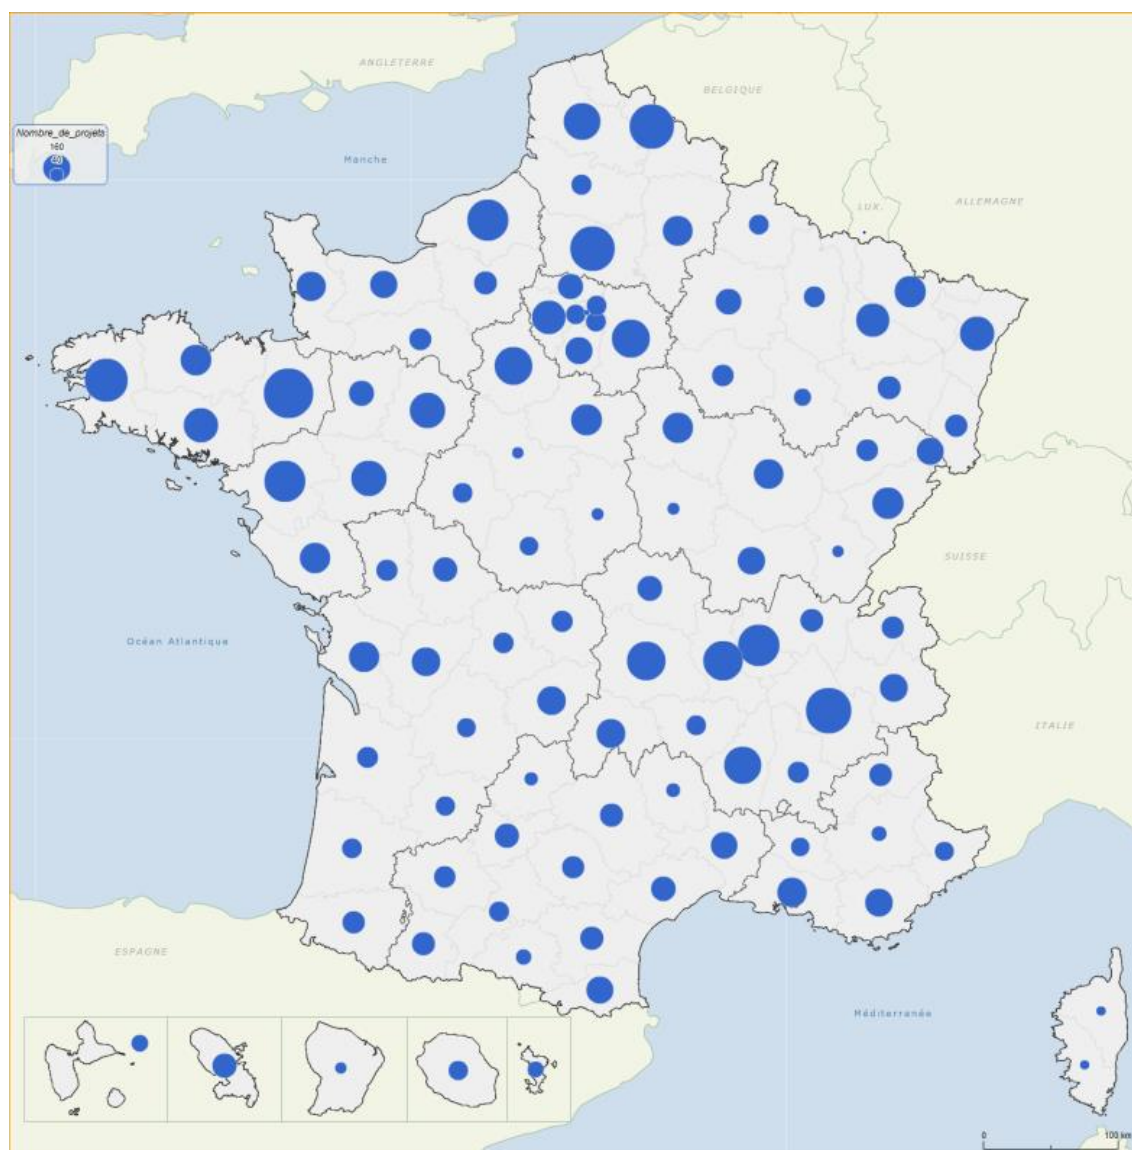 ANGLETERRE
BELGIQUE
Nombre_de_projets
160
40
Manche
LUX.
ALLEMAGNE
SUISSE
Océan Atlantique
ITALIE
ESPAGNE
Méditerranée
0 100 km